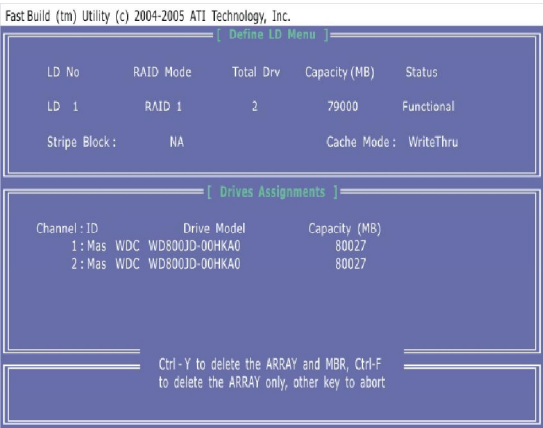 Fast Build (tm) Utility (c) 2004-2005 ATI Technology, Inc.
[ Define LD Menu ]
LD No RAID Mode Total Drv Capacity (MB) Status
LD 1 RAID 1 2 79000 Functional
Stripe Block : NA Cache Mode : WriteThru
[ Drives Assignments ]
Channel : ID Drive Model Capacity (MB)
1 : Mas WDC WD800JD-00HKA0 80027
2 : Mas WDC WD800JD-00HKA0 80027
Ctrl - Y to delete the ARRAY and MBR, Ctrl-F
to delete the ARRAY only, other key to abort